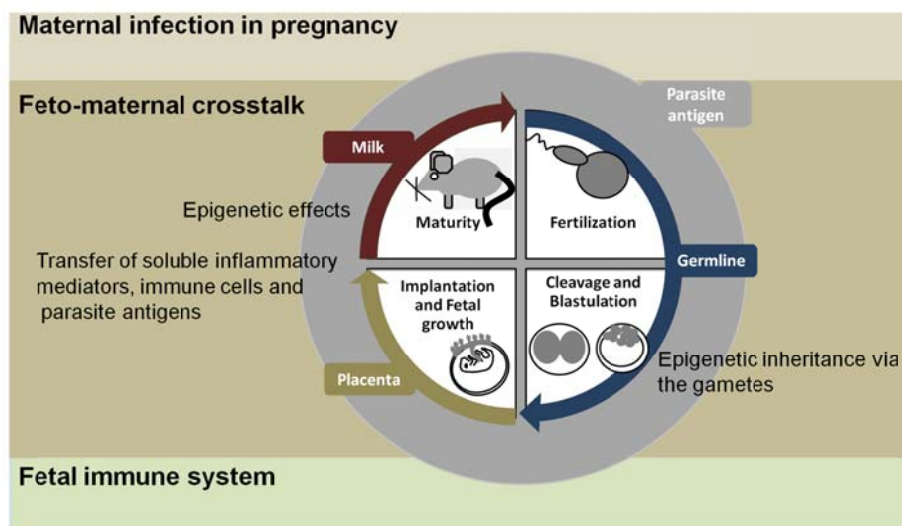 Maternal infection in pregnancy
Feto-maternal crosstalk
Parasite
antigen
Milk
Epigenetic effects
Maturity
Fertilization
Transfer of soluble inflammatory
mediators, immune cells and
parasite antigens
Germline
Implantation
and Fetal
growth
Cleavage and
Blastulation
Placenta
Epigenetic inheritance via
the gametes
Fetal immune system